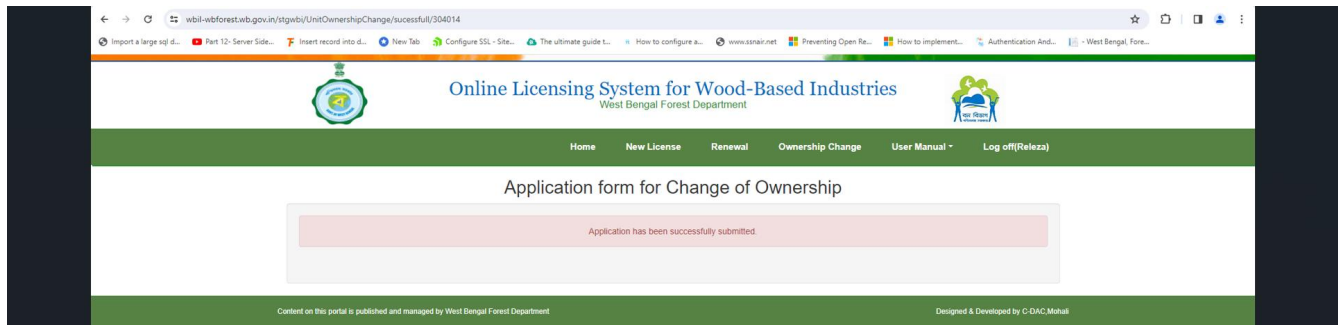 wbil-wbforest.wb.gov.in/stgwbi/UnitOwnershipChange/sucessfull/304014
Import a large sql d... Part 12- Server Side... Insert record into d... New Tab Configure SSL - Site... The ultimate guide t... How to configure a... www.ssnair.net Preventing Open Re... How to implement... Authentication And... - West Bengal, Fore...
Online Licensing System for Wood-Based Industries
West Bengal Forest Department
Home New License Renewal Ownership Change User Manual Log off(Releza)
Application form for Change of Ownership
Application has been successfully submitted.
Content on this portal is published and managed by West Bengal Forest Department Designed & Developed by C-DAC,Mohali